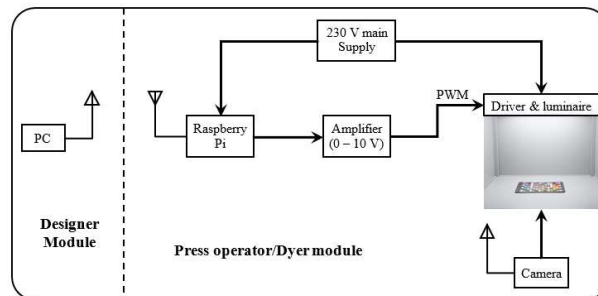 230 V main
Supply
PWM
Driver & luminaire
PC
Raspberry
Pi
Amplifier
(0 – 10 V)
Designer
Module
Press operator/Dyer module
Camera